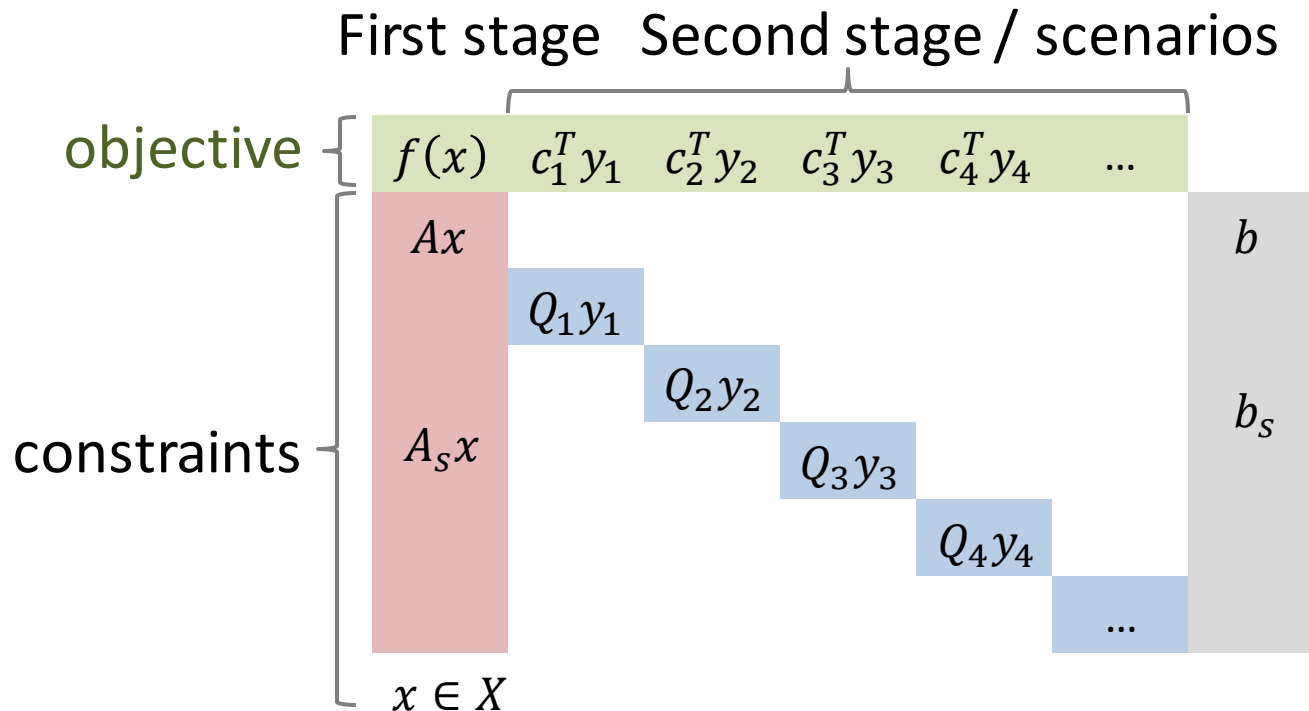 First stage Second stage / scenarios
objective f(x) c_1^T y_1 c_2^T y_2 c_3^T y_3 c_4^T y_4 ...
Ax b
Q_1 y_1
Q_2 y_2
constraints A_s x b_s
Q_3 y_3
Q_4 y_4
...
x ∈ X